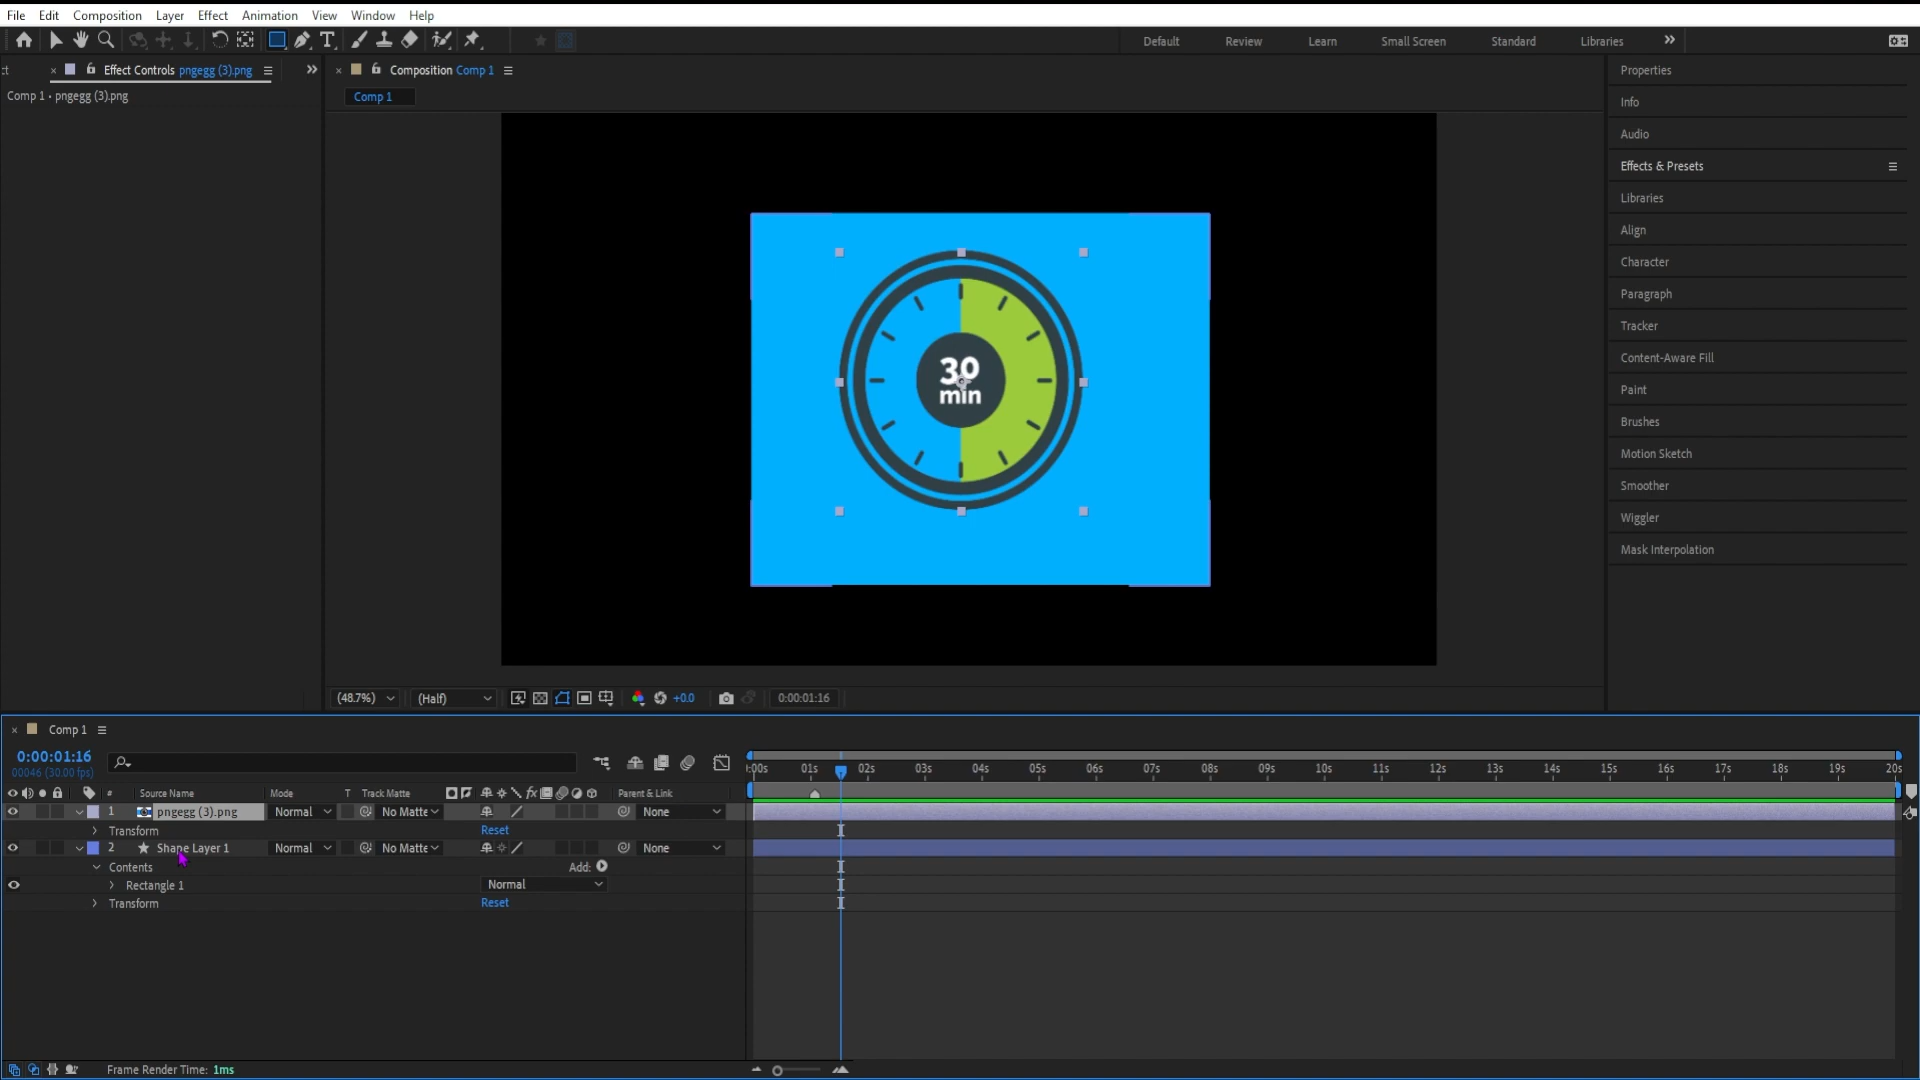 File Edit Composition Layer Effect Animation View Window Help
Default Review Learn Small Screen Standard Libraries
ct × Effect Controls pngegg (3).png
× Composition Comp 1
Comp 1 • pngegg (3).png
Comp 1
Properties
Info
Audio
Effects & Presets
Libraries
Align
Character
Paragraph
Tracker
Content-Aware Fill
Paint
Brushes
Motion Sketch
Smoother
Wiggler
Mask Interpolation
30
min
(48.7%) (Half) +0.0 0:00:01:16
× Comp 1
0:00:01:16
00046 (30.00 fps)
:00s 01s 02s 03s 04s 05s 06s 07s 08s 09s 10s 11s 12s 13s 14s 15s 16s 17s 18s 19s 20s
# Source Name Mode T Track Matte fx Parent & Link
1 pngegg (3).png Normal No Matte None
Transform Reset
2 Shape Layer 1 Normal No Matte None
Contents Add:
Rectangle 1 Normal
Transform Reset
Frame Render Time: 1ms